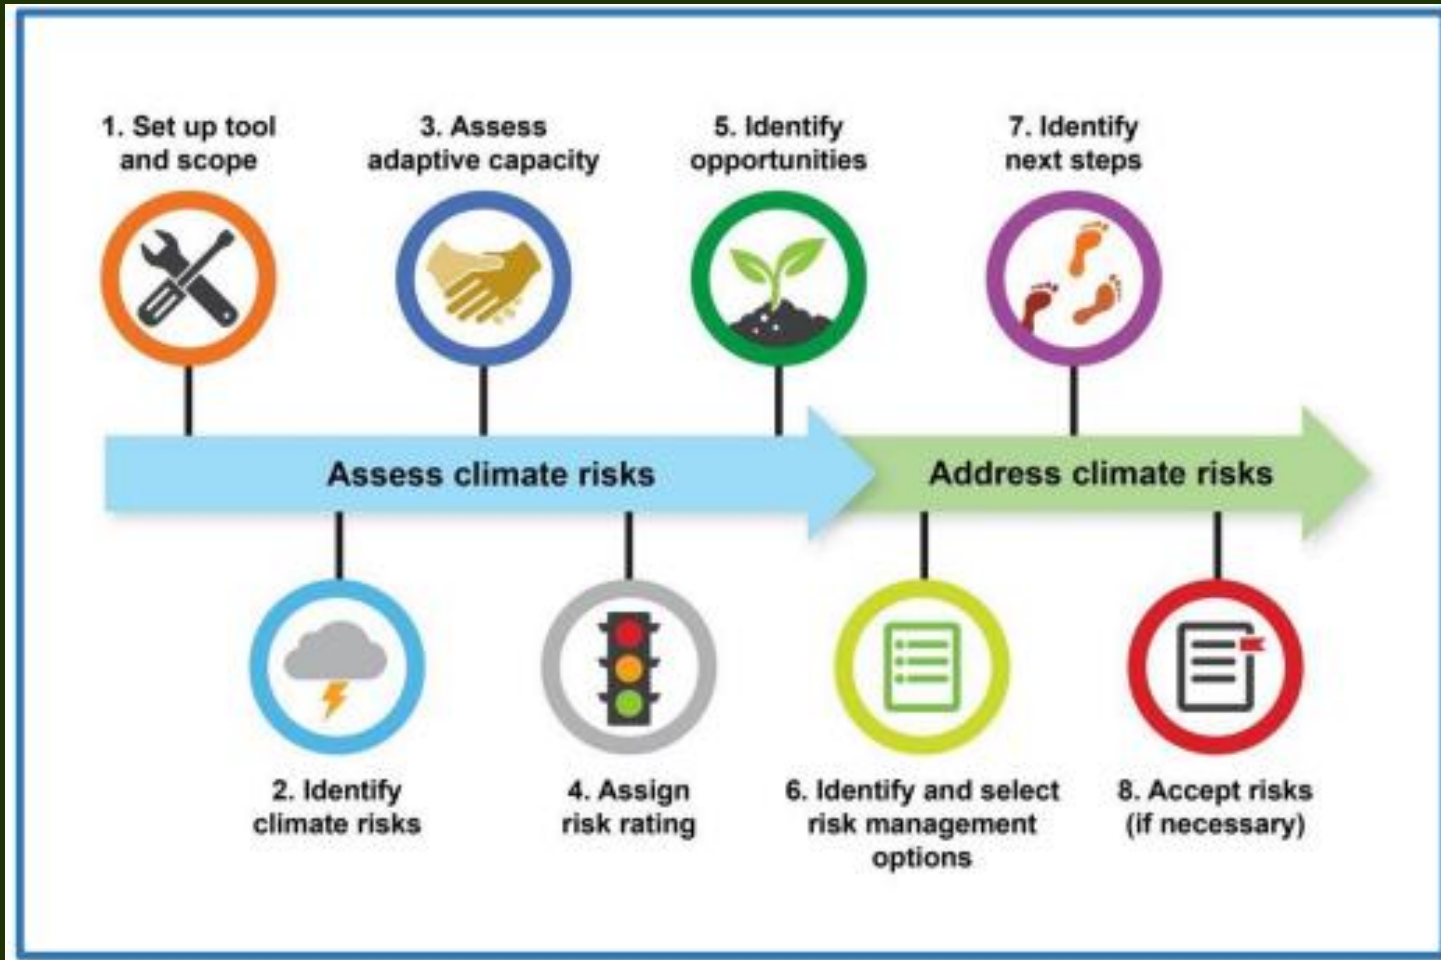 1. Set up tool
and scope
3. Assess
adaptive capacity
5. Identify
opportunities
7. Identify
next steps
Assess climate risks
Address climate risks
2. Identify
climate risks
4. Assign
risk rating
6. Identify and select
risk management
options
8. Accept risks
(if necessary)